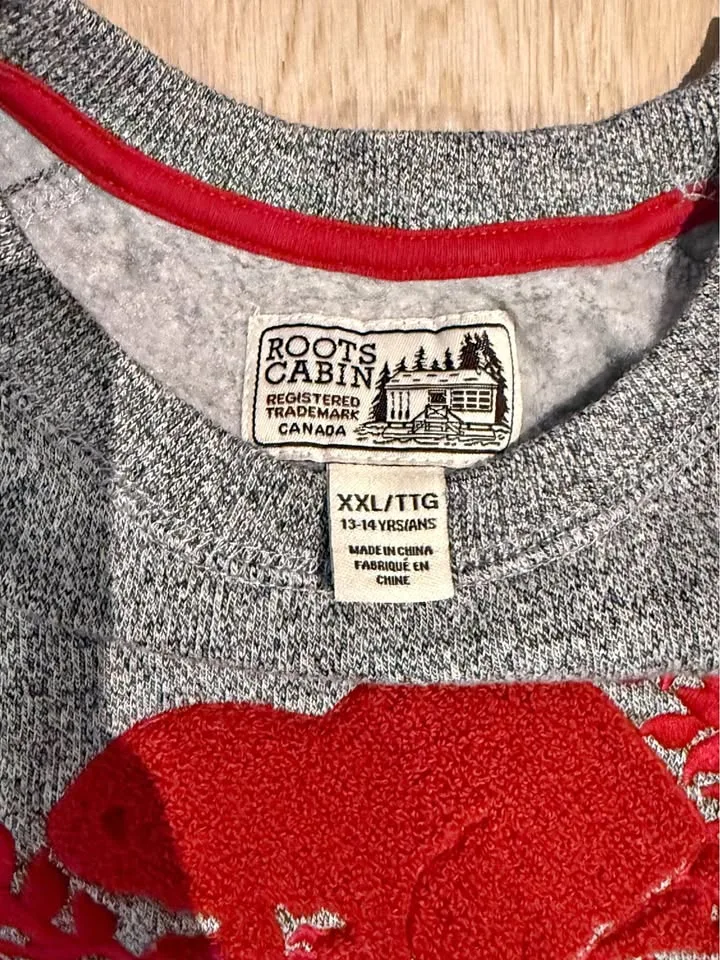 ROOTS
CABIN
REGISTERED
TRADEMARK
CANADA
XXL/TTG
13-14 YRS/ANS
MADE IN CHINA
FABRIQUÉ EN
CHINE